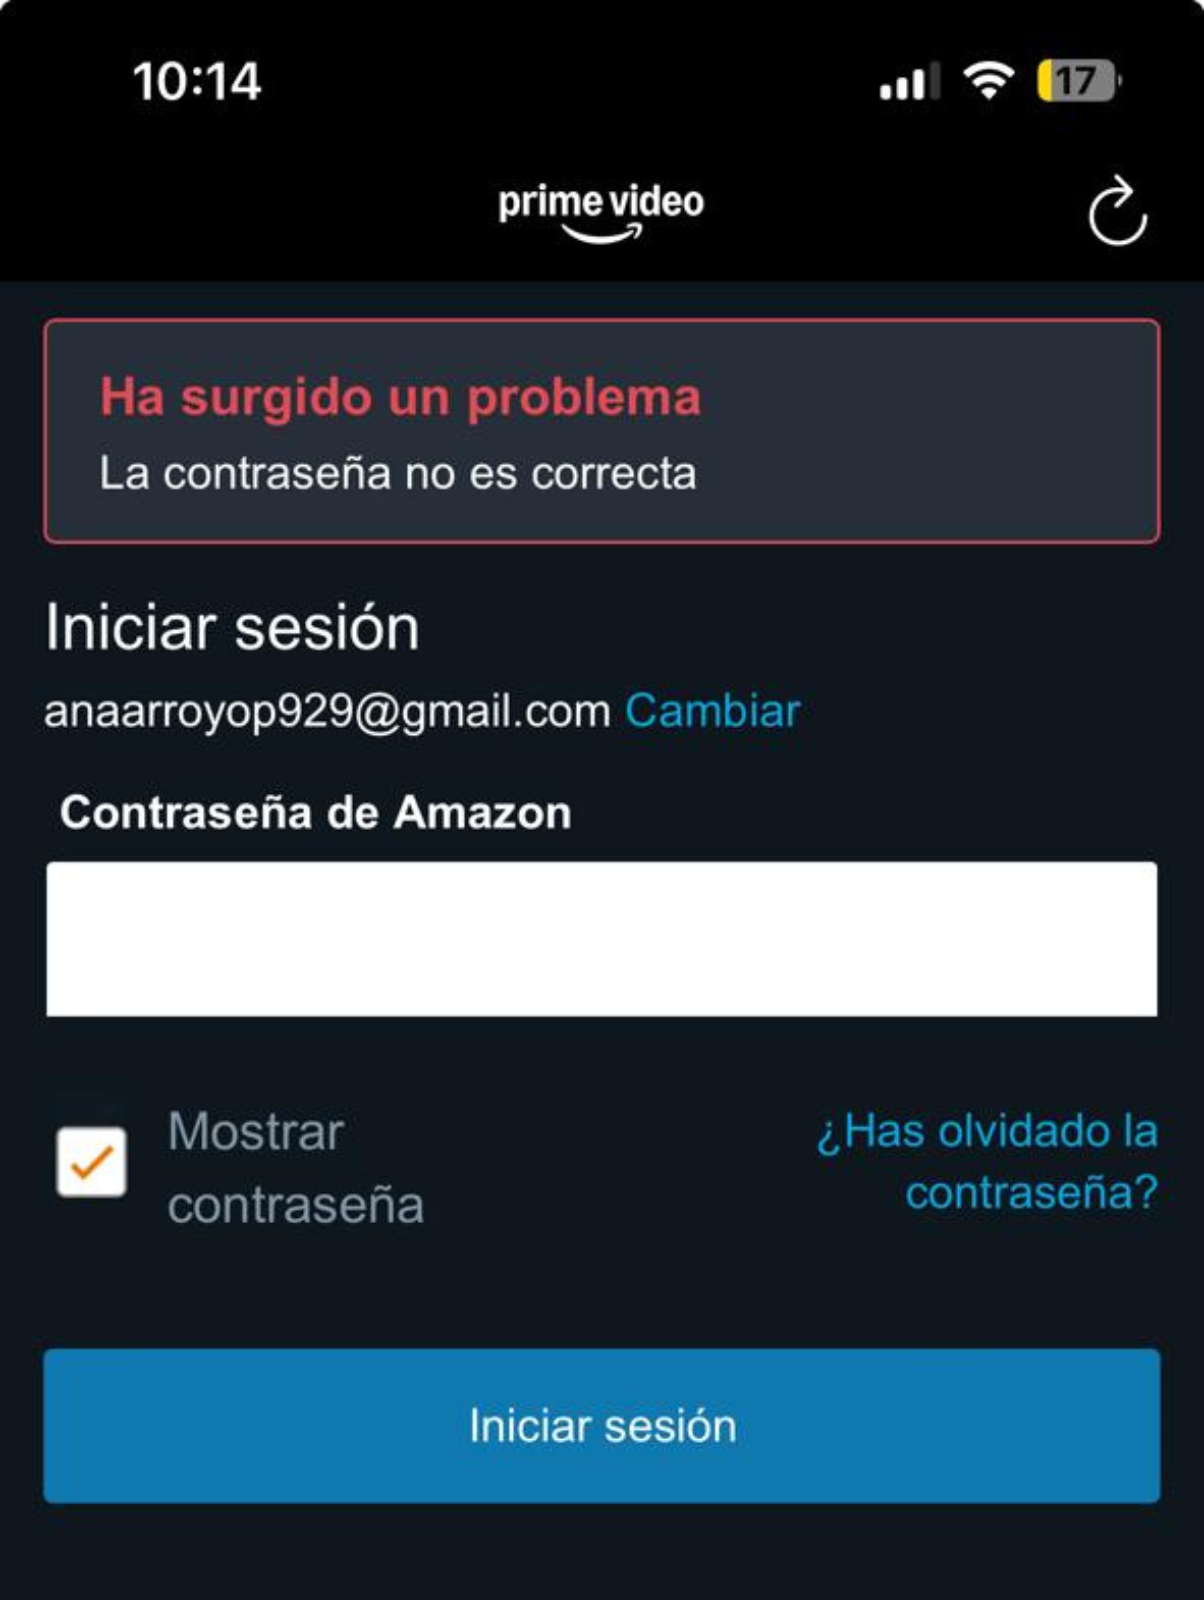 10:14
17
prime video
Ha surgido un problema
La contraseña no es correcta
Iniciar sesión
anaarroyop929@gmail.com Cambiar
Contraseña de Amazon
Mostrar
contraseña
¿Has olvidado la
contraseña?
Iniciar sesión